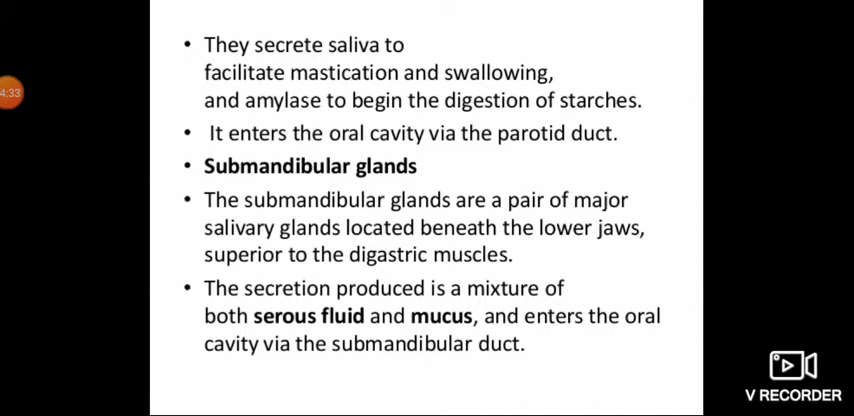 • They secrete saliva to
facilitate mastication and swallowing,
and amylase to begin the digestion of starches.
• It enters the oral cavity via the parotid duct.
• Submandibular glands
• The submandibular glands are a pair of major
salivary glands located beneath the lower jaws,
superior to the digastric muscles.
• The secretion produced is a mixture of
both serous fluid and mucus, and enters the oral
cavity via the submandibular duct.
4:33
V RECORDER